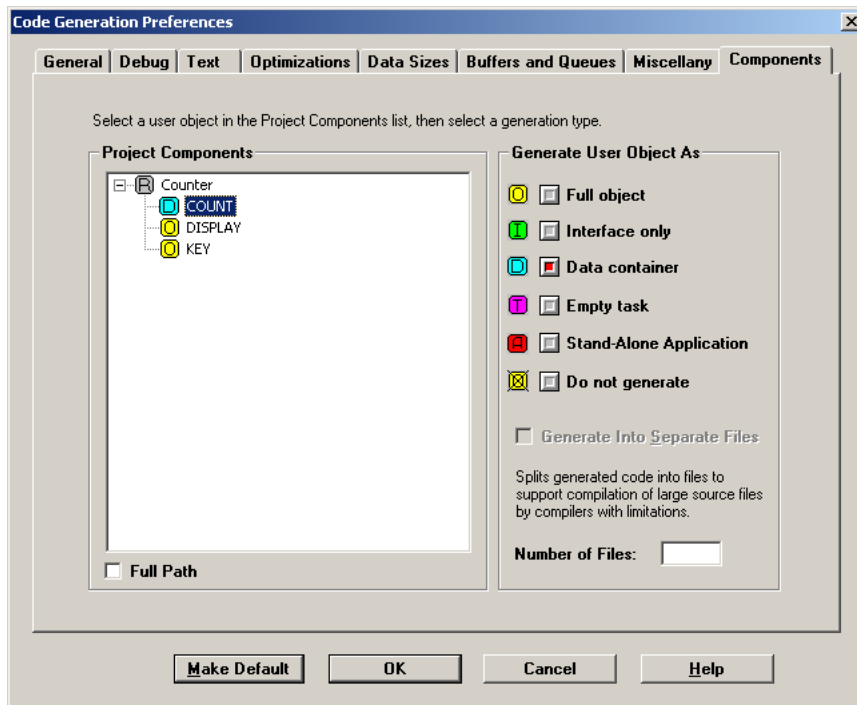 Code Generation Preferences
General Debug Text Optimizations Data Sizes Buffers and Queues Miscellany Components
Select a user object in the Project Components list, then select a generation type.
Project Components
R Counter
D COUNT
O DISPLAY
O KEY
Full Path
Generate User Object As
O Full object
I Interface only
D Data container
T Empty task
A Stand-Alone Application
Do not generate
Generate Into Separate Files
Splits generated code into files to
support compilation of large source files
by compilers with limitations.
Number of Files:
Make Default OK Cancel Help